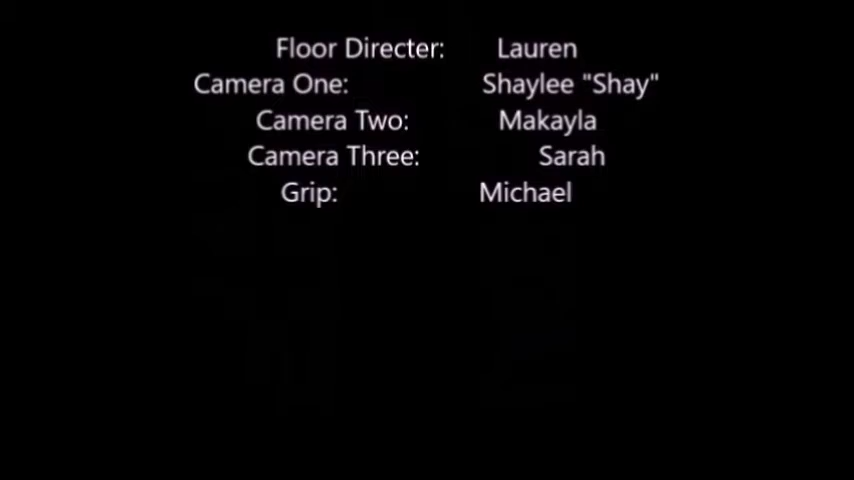 Floor Directer: Lauren
Camera One: Shaylee "Shay"
Camera Two: Makayla
Camera Three: Sarah
Grip: Michael